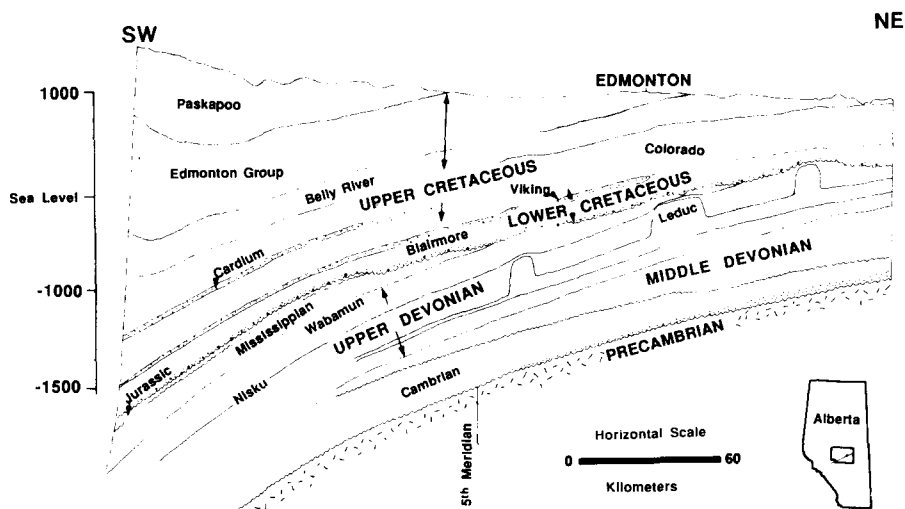 SW
NE
1000
EDMONTON
Paskapoo
Colorado
Edmonton Group
Belly River
UPPER CRETACEOUS
Viking
Sea Level
LOWER CRETACEOUS
Leduc
Blairmore
Cardium
MIDDLE DEVONIAN
-1000
Mississippian
Wabamun
UPPER DEVONIAN
PRECAMBRIAN
Jurassic
-1500
Nisku
Cambrian
5th Meridian
Alberta
Horizontal Scale
0 60
Kilometers